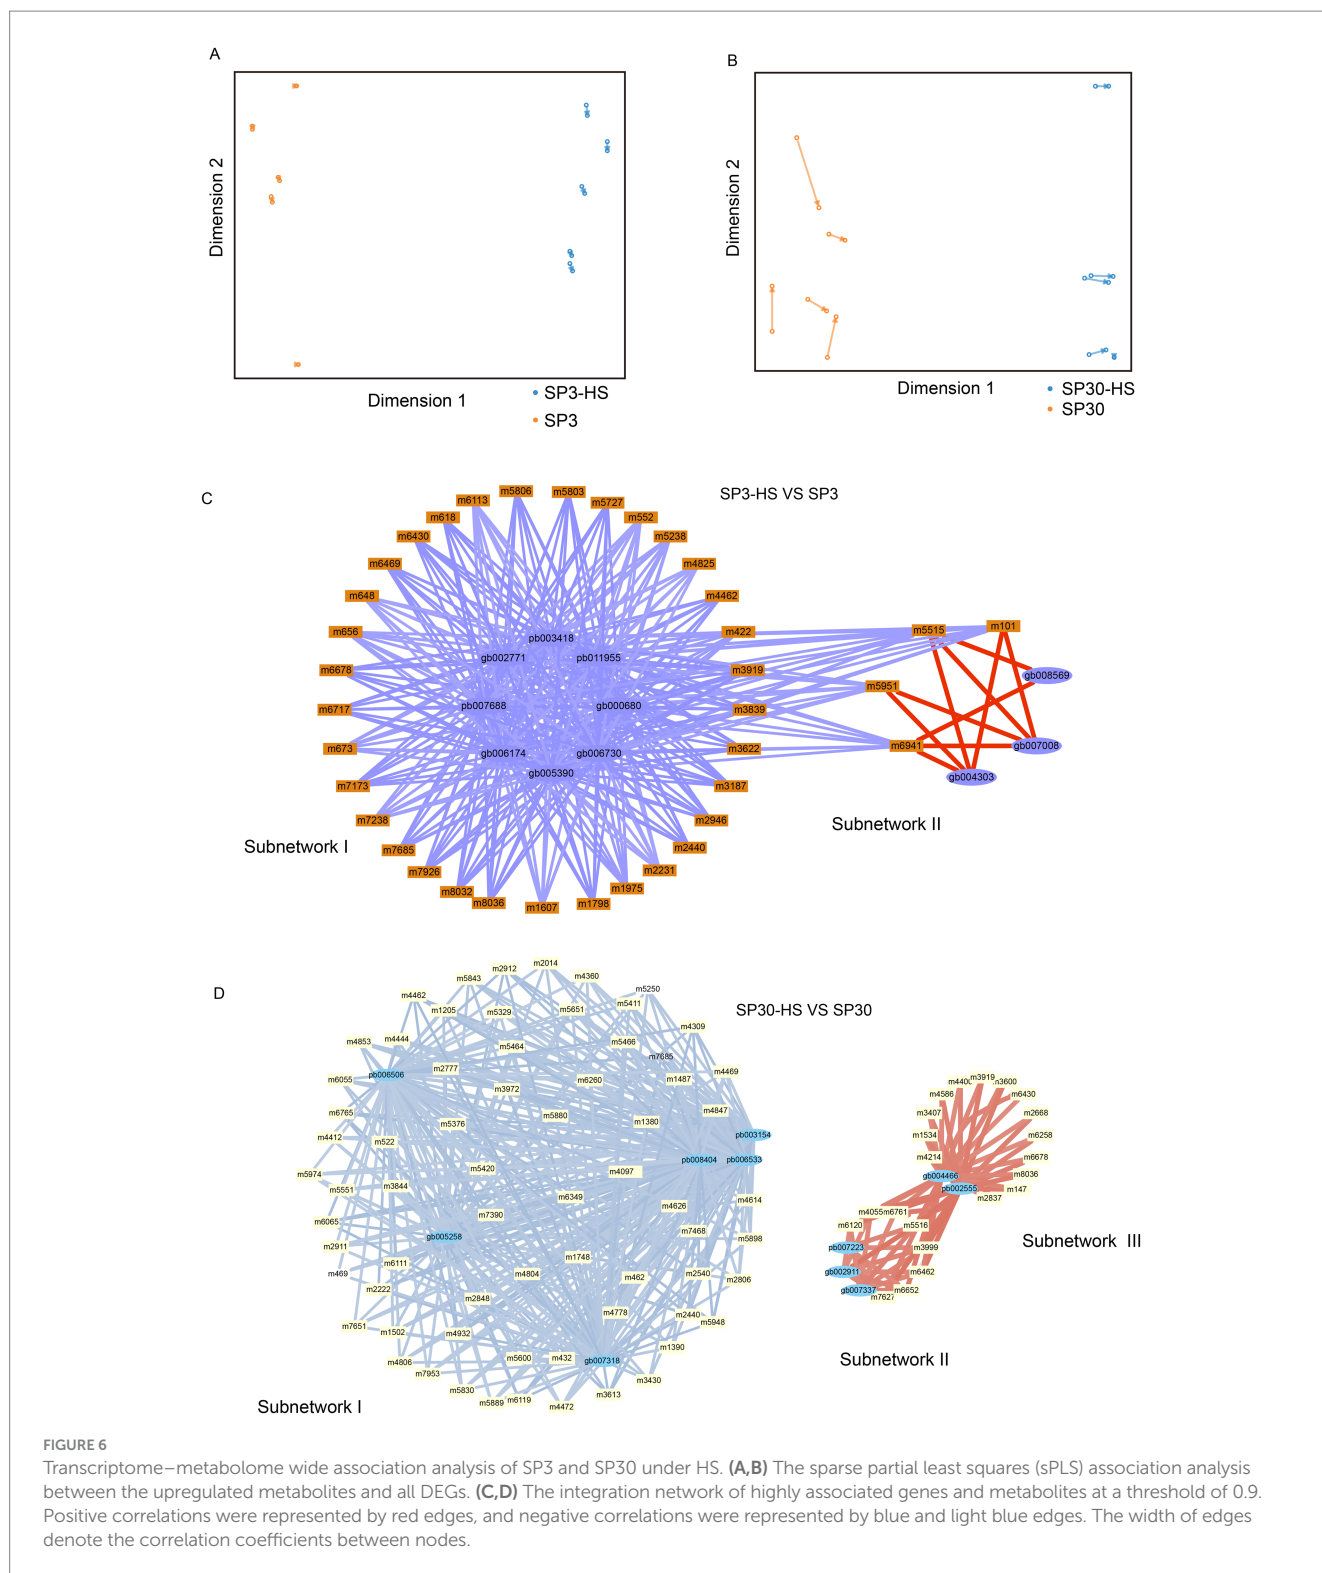 A
Dimension 2
Dimension 1
SP3-HS
SP3
B
Dimension 2
Dimension 1
SP30-HS
SP30
C
SP3-HS VS SP3
m5806
m5803
m6113
m5727
m618
m552
m6430
m5238
m6469
m4825
m648
m4462
m656
m422
m6678
m3919
m6717
m3839
m673
m3622
m7173
m3187
m7238
m2946
m7685
m2440
m7926
m2231
m8032
m1975
m8036
m1607
m1798
pb003418
gb002771
pb011955
pb007688
gb000680
gb006174
gb006730
gb005390
m5515
m101
gb008569
m5951
m6941
gb007008
gb004303
Subnetwork I
Subnetwork II
D
SP30-HS VS SP30
m2014
m2912
m5843
m4360
m5250
m4462
m1205
m5329
m5651
m5411
m4309
m4853
m4444
m5464
m5466
m7685
pb006506
m2777
m6260
m1487
m4469
m6055
m3972
m6765
m5376
m5880
m1380
m4847
m4412
m522
pb003154
pb008404
pb006533
m5974
m5420
m4097
m5551
m3844
m6349
m4626
m4614
m6065
m7390
m7468
m5898
gb005258
m2911
m469
m6111
m1748
m4804
m462
m2540
m2806
m2222
m2848
m4778
m2440
m5948
m7651
m1502
m4932
m1390
m4806
m5600
m432
gb007318
m7953
m5830
m3430
m5889
m6119
m3613
m4472
Subnetwork I
m3919
m3600
m4586
m6430
m3407
m2668
m1534
m6258
m4214
m6678
gb004466
m8036
pb002555
m147
m2837
m4055
m6761
m6120
m5516
pb007223
m3999
gb002911
m6462
gb007337
m6652
m7627
Subnetwork III
Subnetwork II
FIGURE 6
Transcriptome–metabolome wide association analysis of SP3 and SP30 under HS. (A,B) The sparse partial least squares (sPLS) association analysis
between the upregulated metabolites and all DEGs. (C,D) The integration network of highly associated genes and metabolites at a threshold of 0.9.
Positive correlations were represented by red edges, and negative correlations were represented by blue and light blue edges. The width of edges
denote the correlation coefficients between nodes.